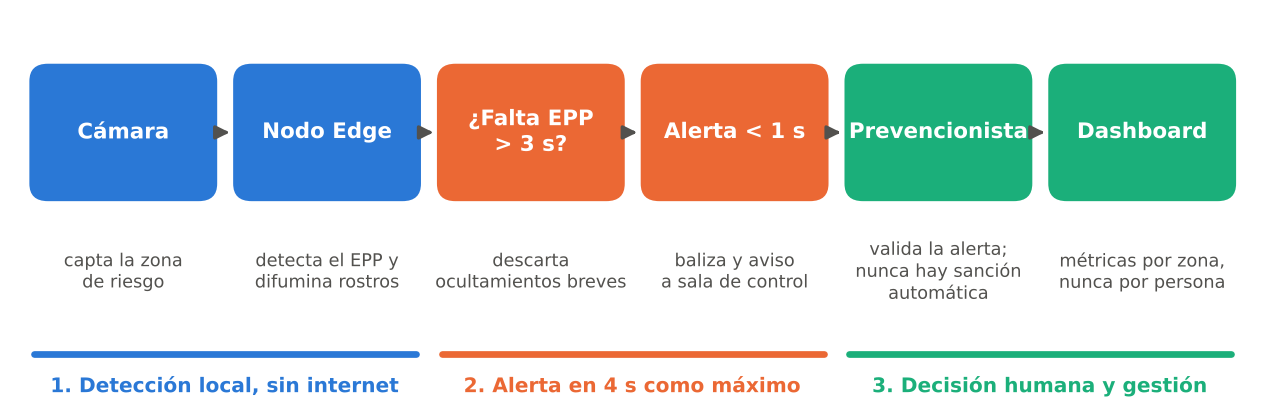 Cámara
Nodo Edge
¿Falta EPP
> 3 s?
Alerta < 1 s
Prevencionista
Dashboard
capta la zona
de riesgo
detecta el EPP y
difumina rostros
descarta
ocultamientos breves
baliza y aviso
a sala de control
valida la alerta;
nunca hay sanción
automática
métricas por zona,
nunca por persona
1. Detección local, sin internet
2. Alerta en 4 s como máximo
3. Decisión humana y gestión